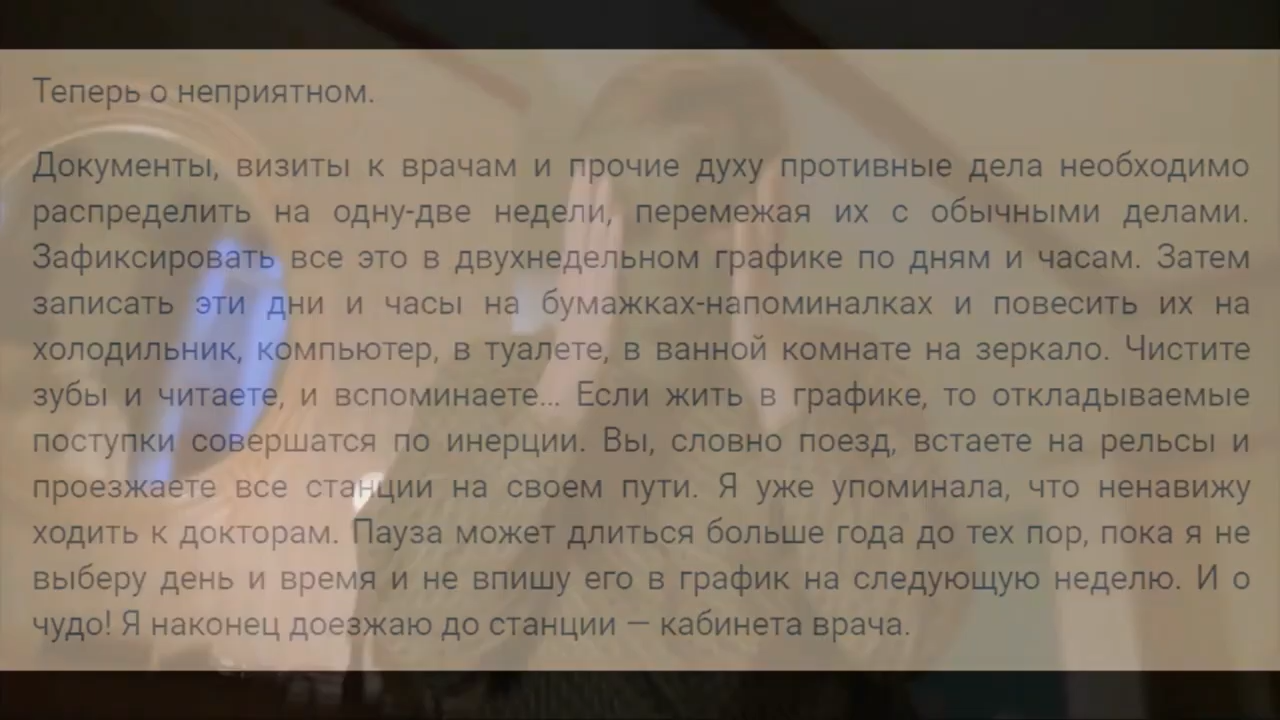 Теперь о неприятном.
Документы, визиты к врачам и прочие духу противные дела необходимо
распределить на одну-две недели, перемежая их с обычными делами.
Зафиксировать все это в двухнедельном графике по дням и часам. Затем
записать эти дни и часы на бумажках-напоминалках и повесить их на
холодильник, компьютер, в туалете, в ванной комнате на зеркало. Чистите
зубы и читаете, и вспоминаете... Если жить в графике, то откладываемые
поступки совершатся по инерции. Вы, словно поезд, встаете на рельсы и
проезжаете все станции на своем пути. Я уже упоминала, что ненавижу
ходить к докторам. Пауза может длиться больше года до тех пор, пока я не
выберу день и время и не впишу его в график на следующую неделю. И о
чудо! Я наконец доезжаю до станции — кабинета врача.